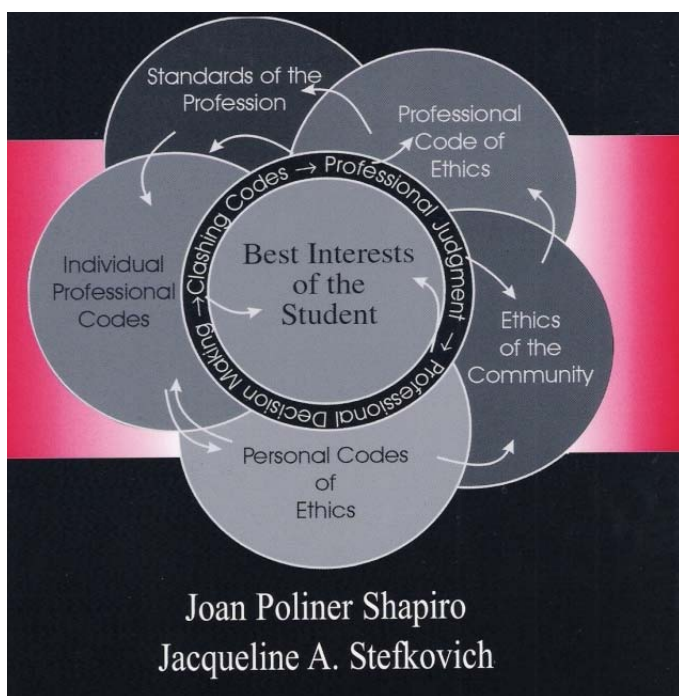 Standards of the
Profession
Professional
Code of
Ethics
Clashing Codes → Professional Judgment → Professional Decision Making →
Individual
Professional
Codes
Best Interests
of the
Student
Ethics
of the
Community
Personal Codes
of
Ethics
Joan Poliner Shapiro
Jacqueline A. Stefkovich